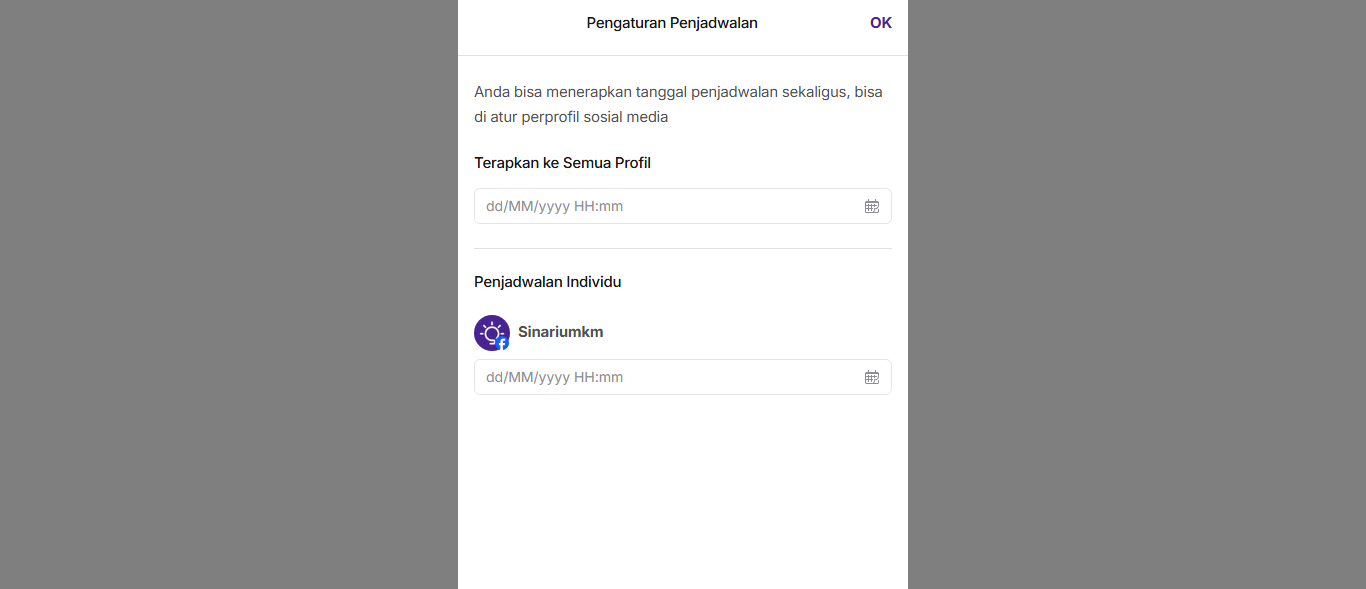 Pengaturan Penjadwalan
OK
Anda bisa menerapkan tanggal penjadwalan sekaligus, bisa
di atur perprofil sosial media
Terapkan ke Semua Profil
dd/MM/yyyy HH:mm
Penjadwalan Individu
Sinariumkm
dd/MM/yyyy HH:mm